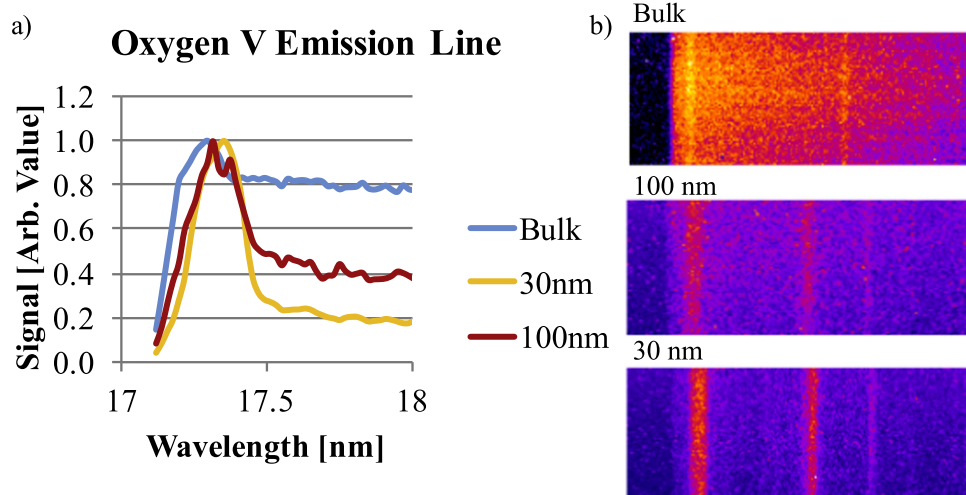 a)
Oxygen V Emission Line
Signal [Arb. Value]
1.2
1.0
0.8
0.6
0.4
0.2
0.0
17
17.5
18
Wavelength [nm]
Bulk
30nm
100nm
b)
Bulk
100 nm
30 nm